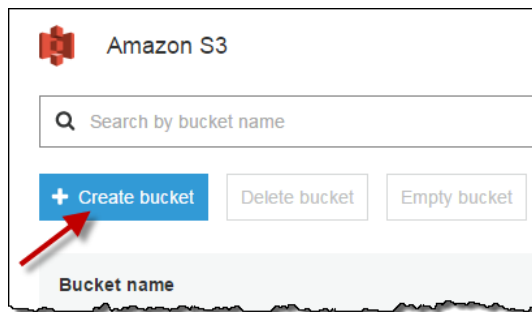 Amazon S3
Search by bucket name
+ Create bucket Delete bucket Empty bucket
Bucket name